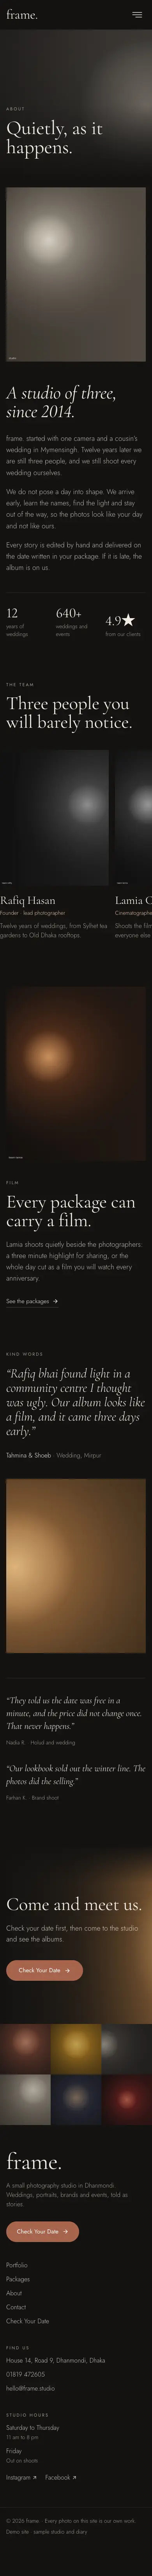 frame.
ABOUT
Quietly, as it
happens.
A studio of three,
since 2014.
frame. started with one camera and a cousin's
wedding in Mymensingh. Twelve years later we
are still three people, and we still shoot every
wedding ourselves.
We do not pose a day into shape. We arrive
early, learn the names, find the light and stay
out of the way, so the photos look like your day
and not like ours.
Every story is edited by hand and delivered on
the date written in your package. If it is late, the
album is on us.
12
years of
weddings
640+
weddings and
events
4.9★
from our clients
THE TEAM
Three people you
will barely notice.
Rafiq Hasan
Founder · lead photographer
Twelve years of weddings, from Sylhet tea
gardens to Old Dhaka rooftops.
Lamia
Cinematographe
Shoots the film
everyone else
FILM
Every package can
carry a film.
Lamia shoots quietly beside the photographers:
a three minute highlight for sharing, or the
whole day cut as a film you will watch every
anniversary.
See the packages →
KIND WORDS
“Rafiq bhai found light in a
community centre I thought
was ugly. Our album looks like
a film, and it came three days
early.”
Tahmina & Shoeb · Wedding, Mirpur
“They told us the date was free in a
minute, and the price did not change once.
That never happens.”
Nadia R. · Holud and wedding
“Our lookbook sold out the winter line. The
photos did the selling.”
Farhan K. · Brand shoot
Come and meet us.
Check your date first, then come to the studio
and see the albums.
Check Your Date →
frame.
A small photography studio in Dhanmondi.
Weddings, portraits, brands and events, told as
stories.
Check Your Date →
Portfolio
Packages
About
Contact
Check Your Date
FIND US
House 14, Road 9, Dhanmondi, Dhaka
01819 472605
hello@frame.studio
STUDIO HOURS
Saturday to Thursday
11 am to 8 pm
Friday
Out on shoots
Instagram ↗ Facebook ↗
© 2026 frame. · Every photo on this site is our own work.
Demo site · sample studio and diary